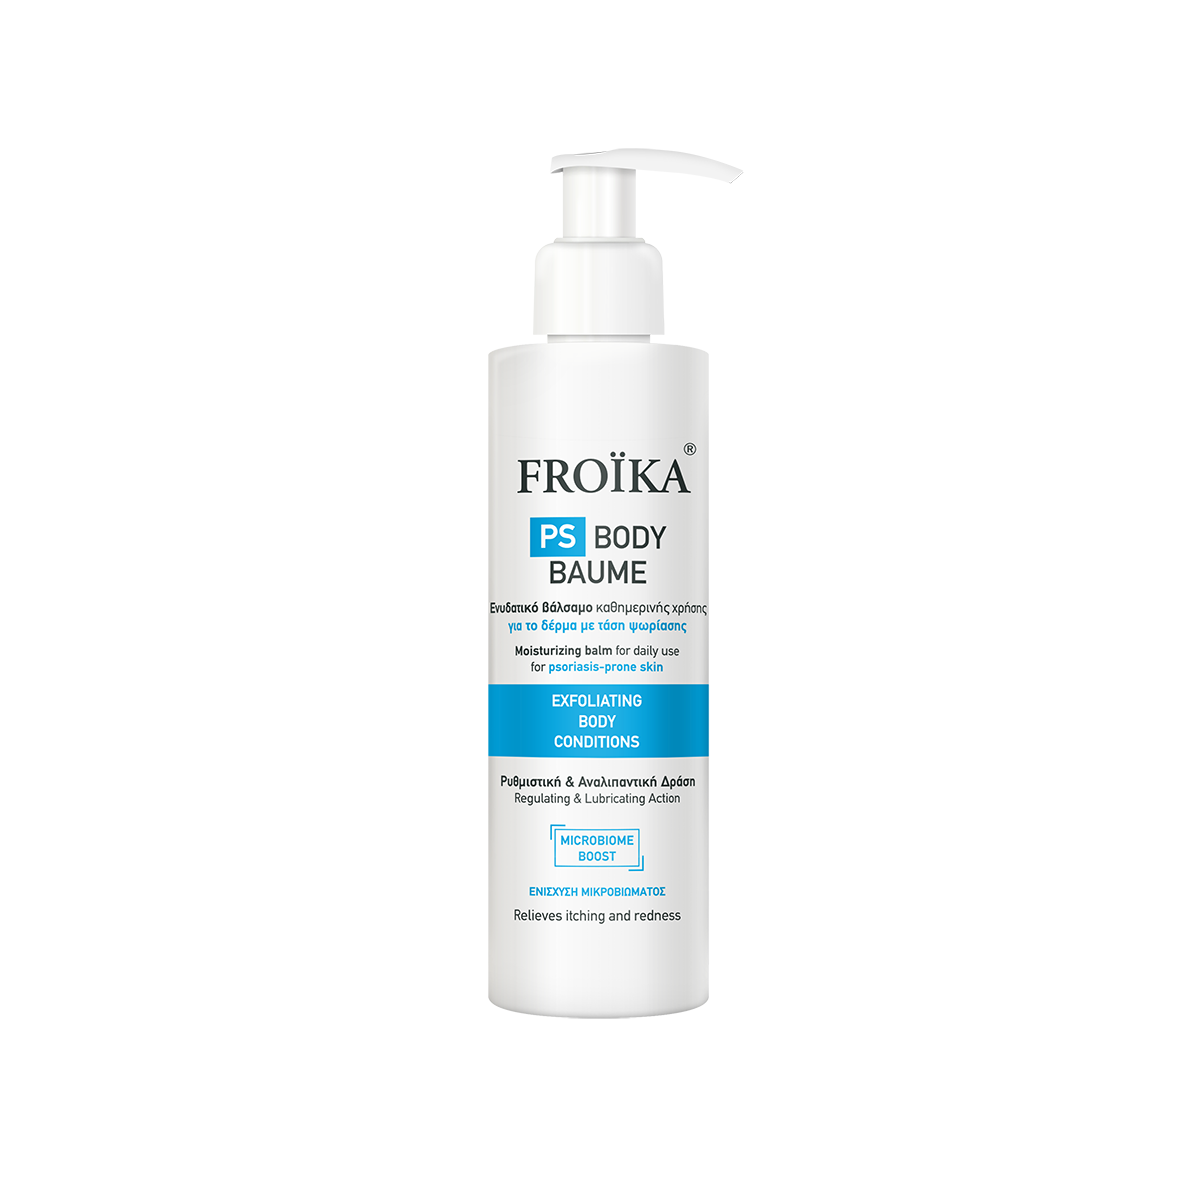 FROÏKA®
PS BODY
BAUME
Ενυδατικό βάλσαμο καθημερινής χρήσης
για το δέρμα με τάση ψωρίασης
Moisturizing balm for daily use
for psoriasis-prone skin
EXFOLIATING
BODY
CONDITIONS
Ρυθμιστική & Αναλιπαντική Δράση
Regulating & Lubricating Action
MICROBIOME
BOOST
ΕΝΙΣΧΥΣΗ ΜΙΚΡΟΒΙΩΜΑΤΟΣ
Relieves itching and redness